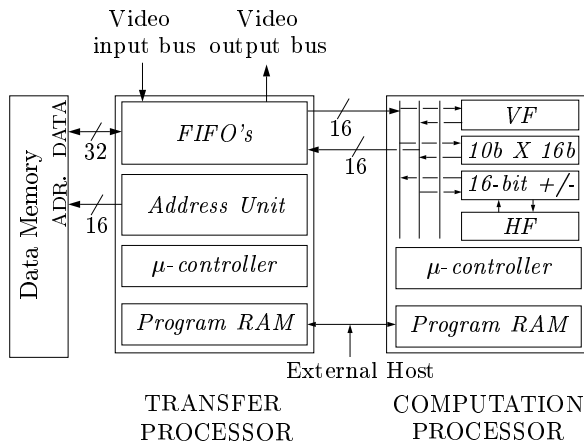 Video
input bus
Video
output bus
Data Memory
ADR. DATA
32
16
FIFO's
Address Unit
μ-controller
Program RAM
16
16
VF
10b X 16b
16-bit +/-
HF
μ-controller
Program RAM
External Host
TRANSFER
PROCESSOR
COMPUTATION
PROCESSOR